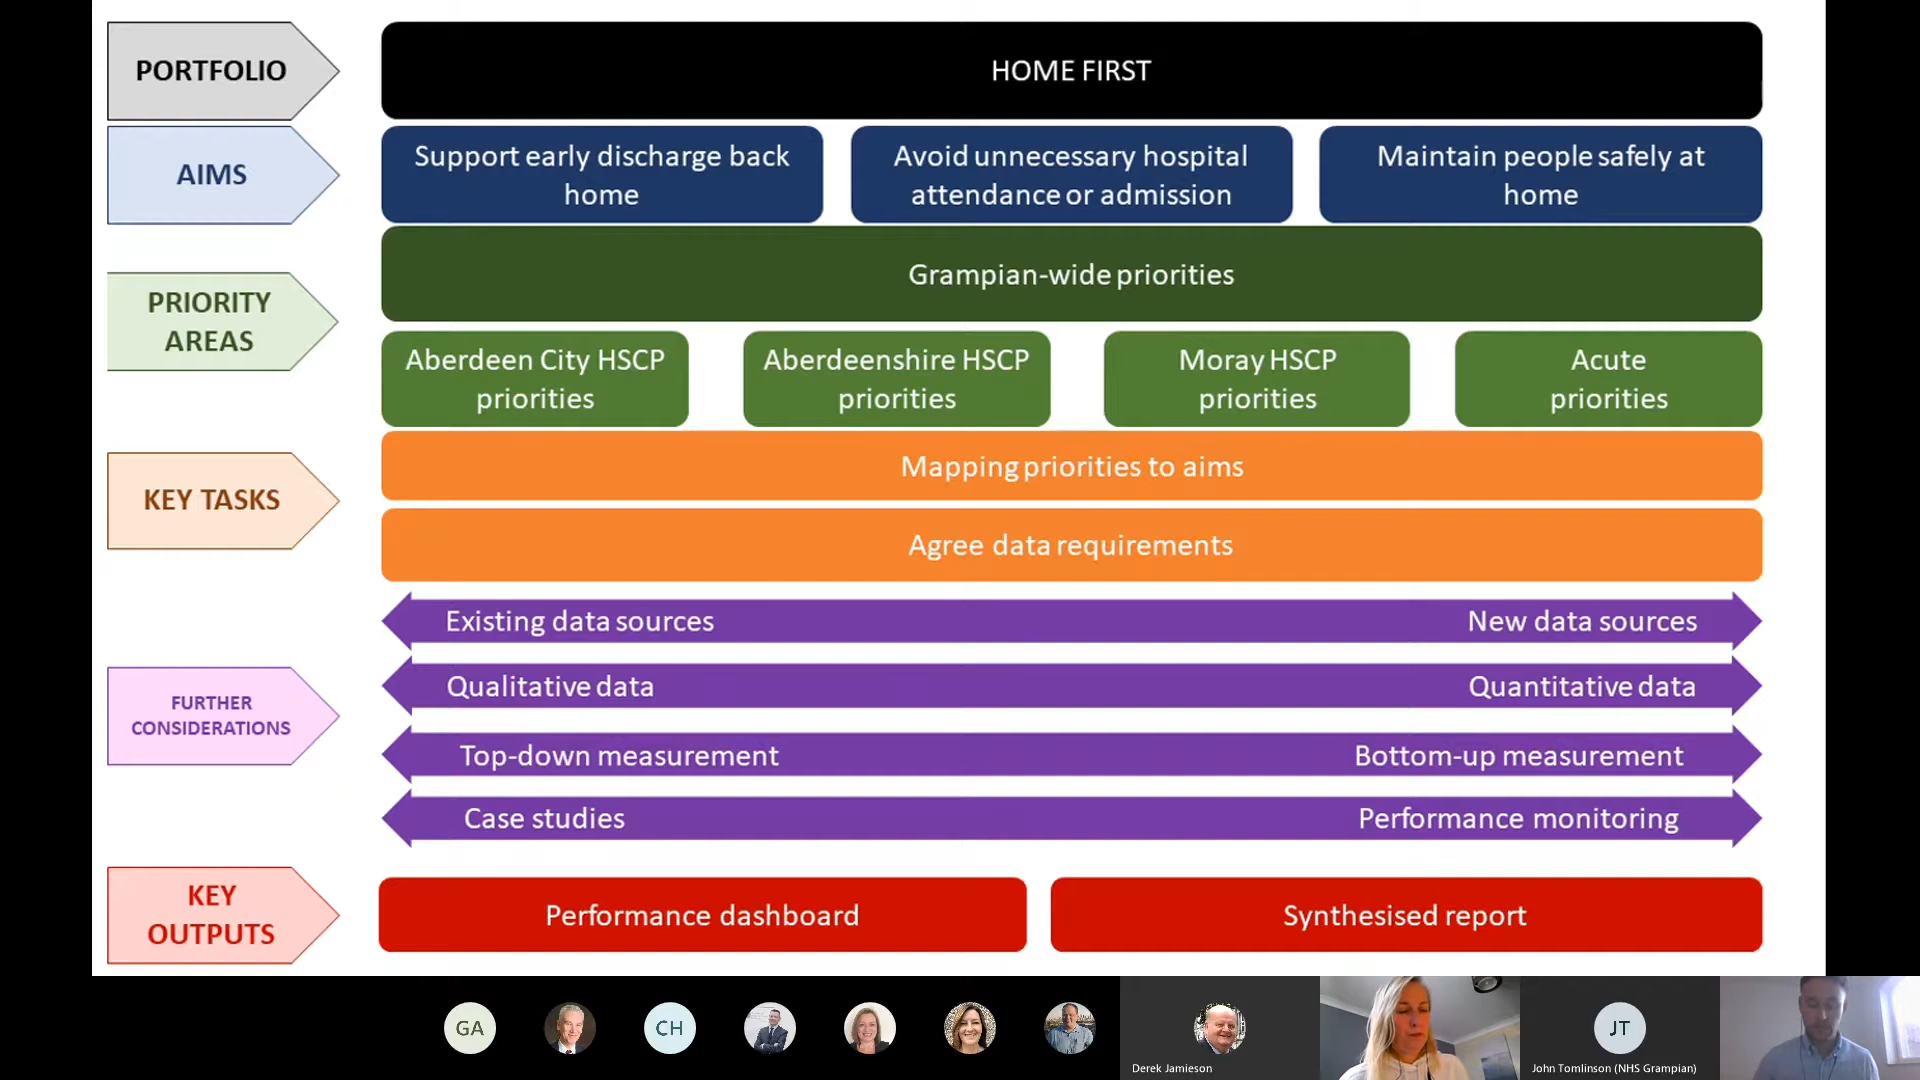 PORTFOLIO
HOME FIRST
AIMS
Support early discharge back
home
Avoid unnecessary hospital
attendance or admission
Maintain people safely at
home
PRIORITY
AREAS
Grampian-wide priorities
Aberdeen City HSCP
priorities
Aberdeenshire HSCP
priorities
Moray HSCP
priorities
Acute
priorities
KEY TASKS
Mapping priorities to aims
Agree data requirements
FURTHER
CONSIDERATIONS
Existing data sources
New data sources
Qualitative data
Quantitative data
Top-down measurement
Bottom-up measurement
Case studies
Performance monitoring
KEY
OUTPUTS
Performance dashboard
Synthesised report
GA
CH
Derek Jamieson
JT
John Tomlinson (NHS Grampian)